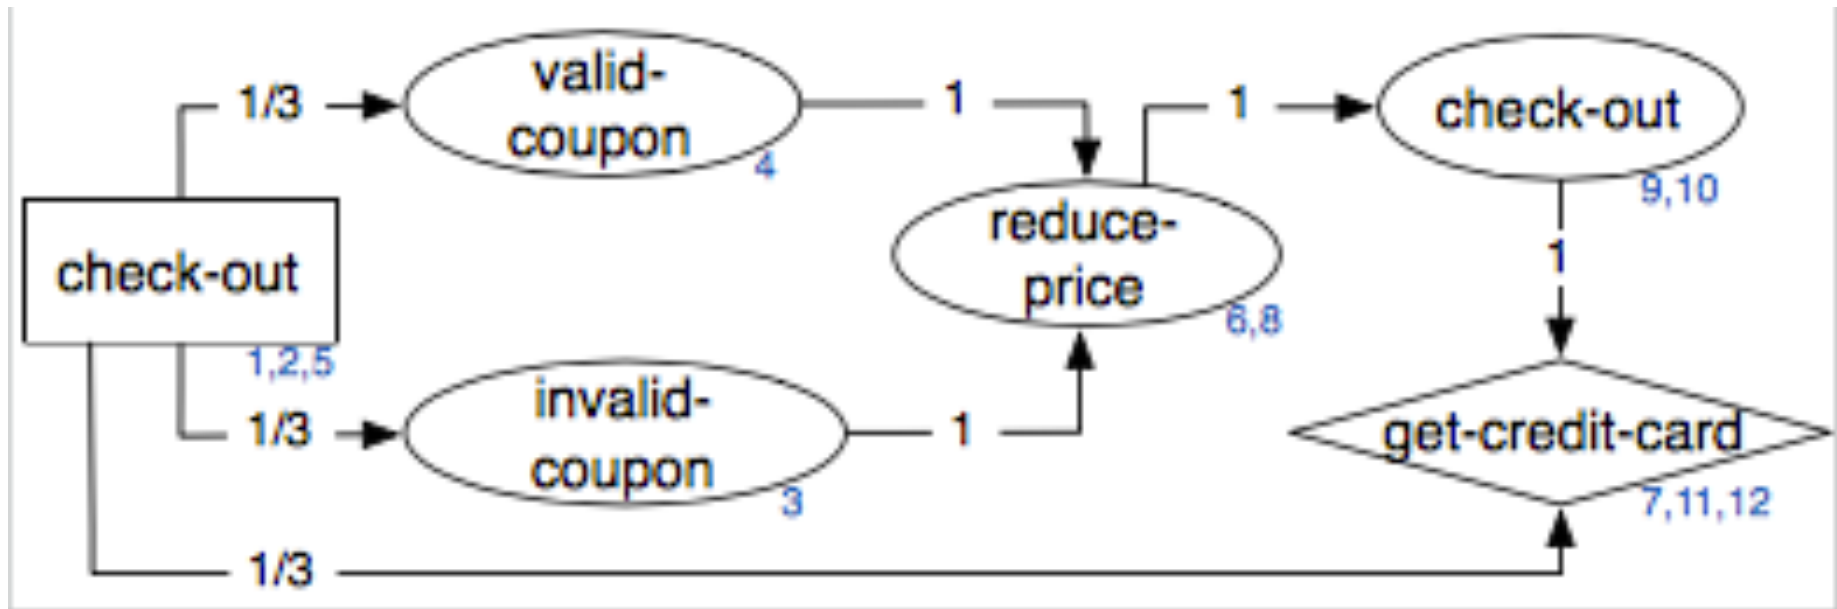 valid-
coupon
4
1/3
1
1
check-out
9,10
check-out
1,2,5
reduce-
price
6,8
1
1/3
invalid-
coupon
3
1
get-credit-card
7,11,12
1/3